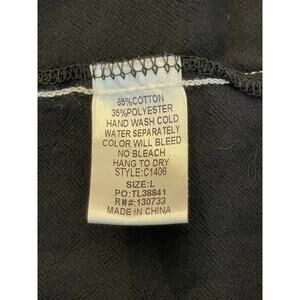 65%COTTON
35%POLYESTER
HAND WASH COLD
WATER SEPARATELY
COLOR WILL BLEED
NO BLEACH
HANG TO DRY
STYLE:C1406
SIZE:L
PO:TL38841
RN#:130733
MADE IN CHINA